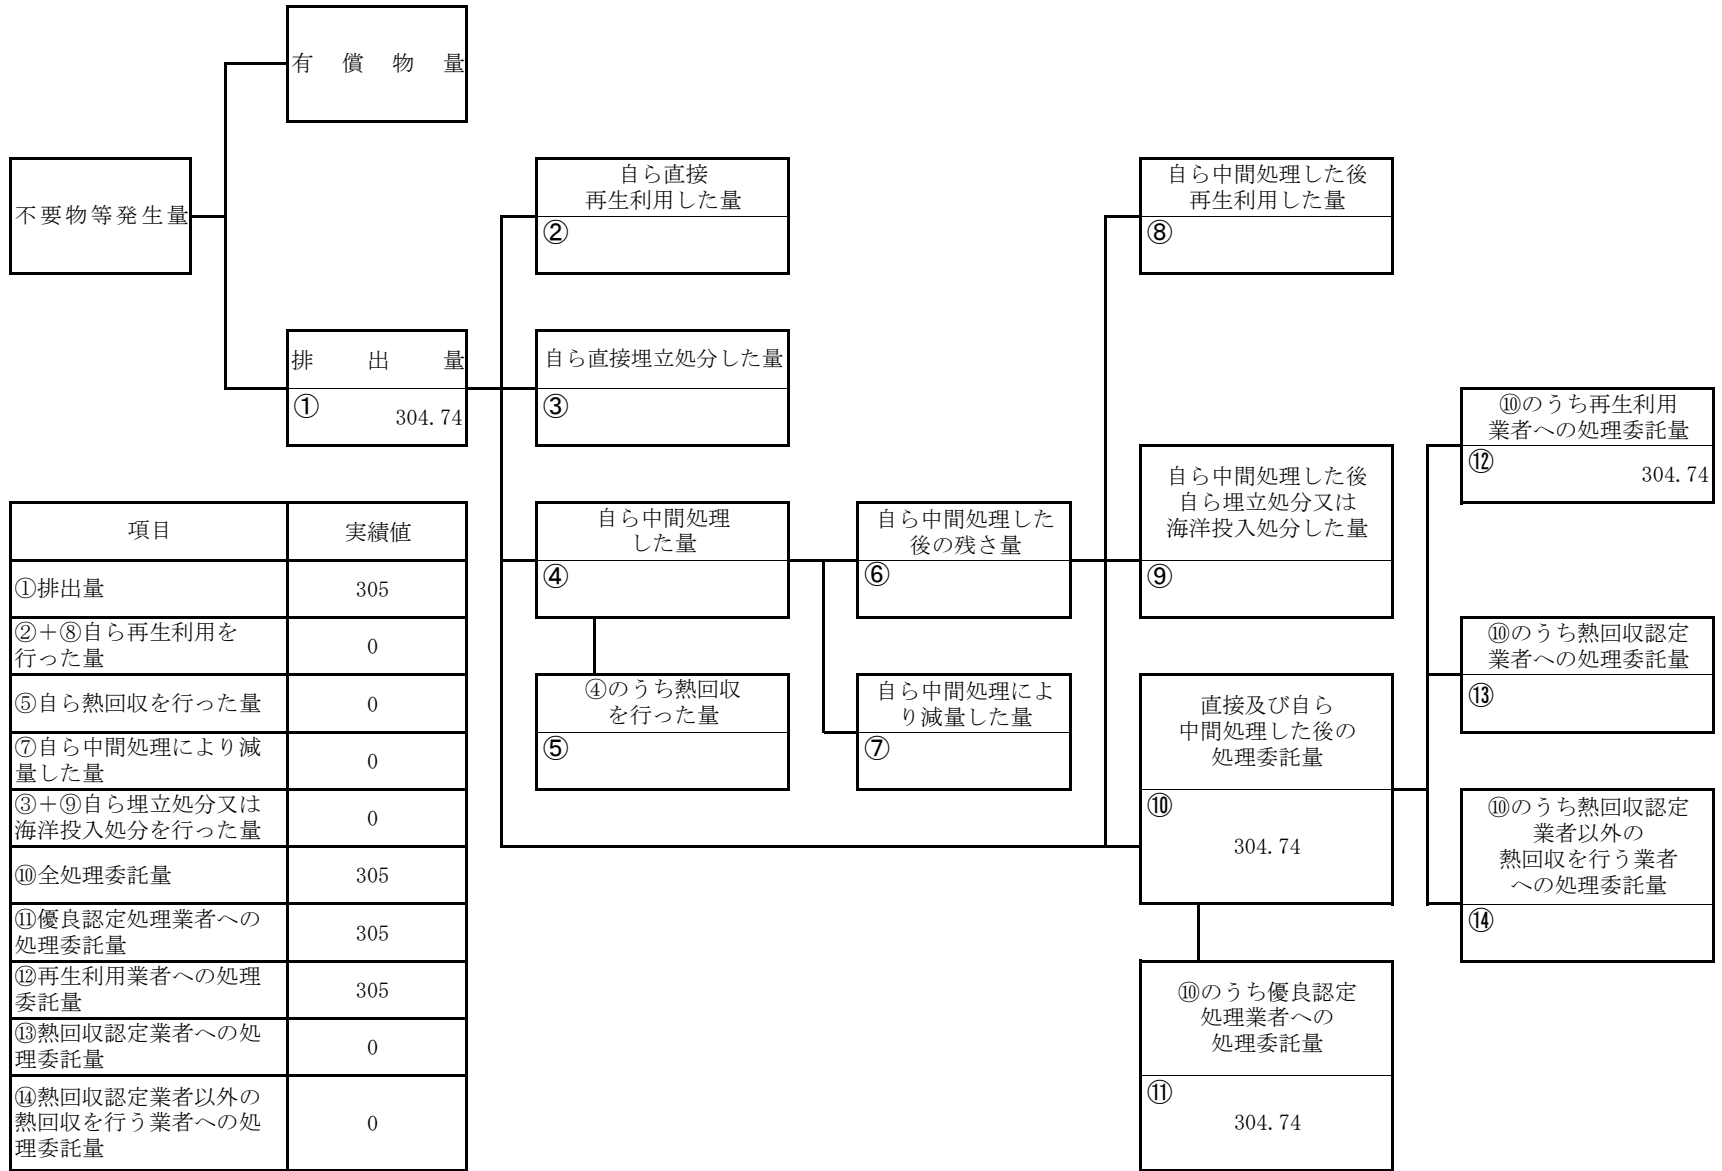 有償物量
不要物等発生量
排出量
①
304.74
自ら直接
再生利用した量
②
自ら直接埋立処分した量
③
自ら中間処理
した量
④
④のうち熱回収
を行った量
⑤
自ら中間処理した
後の残さ量
⑥
自ら中間処理によ
り減量した量
⑦
自ら中間処理した後
再生利用した量
⑧
自ら中間処理した後
自ら埋立処分又は
海洋投入処分した量
⑨
直接及び自ら
中間処理した後の
処理委託量
⑩
304.74
⑩のうち優良認定
処理業者への
処理委託量
⑪
304.74
⑩のうち再生利用
業者への処理委託量
⑫
304.74
⑩のうち熱回収認定
業者への処理委託量
⑬
⑩のうち熱回収認定
業者以外の
熱回収を行う業者
への処理委託量
⑭
項目 実績値
①排出量 305
②＋⑧自ら再生利用を
行った量 0
⑤自ら熱回収を行った量 0
⑦自ら中間処理により減
量した量 0
③＋⑨自ら埋立処分又は
海洋投入処分を行った量 0
⑩全処理委託量 305
⑪優良認定処理業者への
処理委託量 305
⑫再生利用業者への処理
委託量 305
⑬熱回収認定業者への処
理委託量 0
⑭熱回収認定業者以外の
熱回収を行う業者への処
理委託量 0